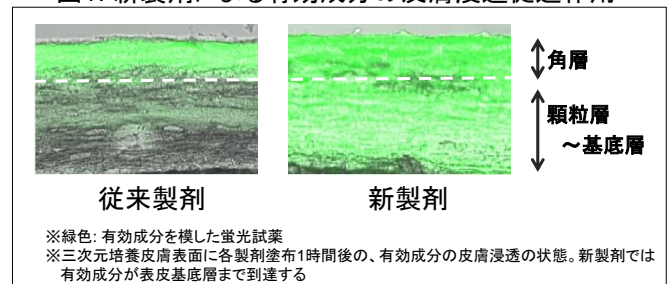 角層
顆粒層
～基底層
従来製剤
新製剤
※緑色: 有効成分を模した蛍光試薬
※三次元培養皮膚表面に各製剤塗布1時間後の、有効成分の皮膚浸透の状態。新製剤では
有効成分が表皮基底層まで到達する